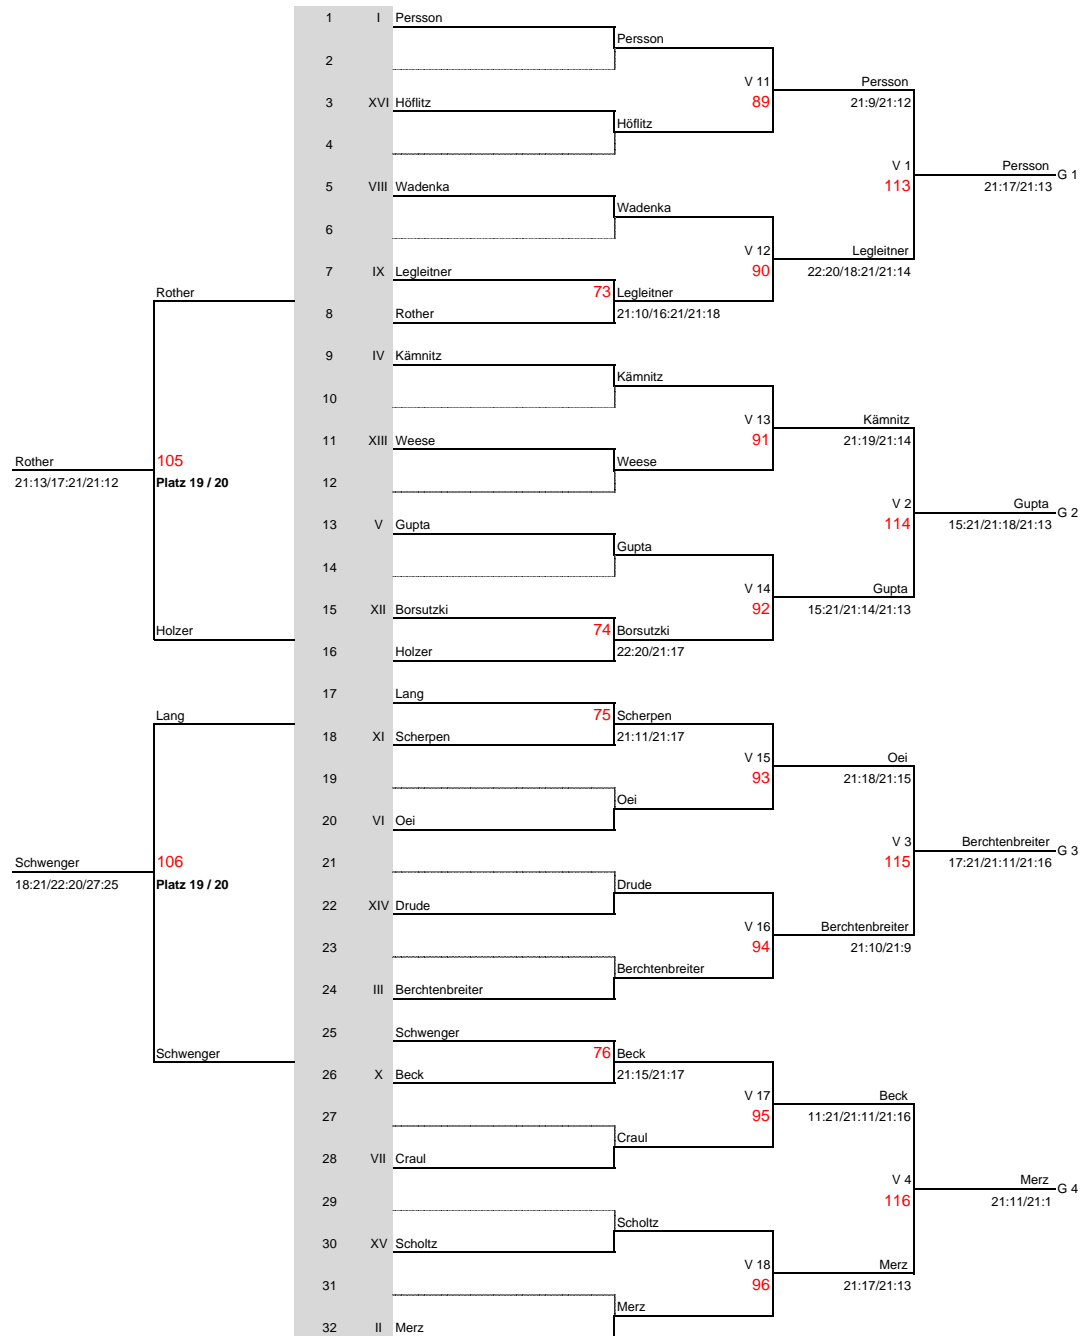 1 I Persson
Persson
2
V 11 Persson
3 XVI Höflitz 89 21:9/21:12
Höflitz
4
V 1 Persson G 1
5 VIII Wadenka 113 21:17/21:13
Wadenka
6
V 12 Legleitner
7 IX Legleitner 90 22:20/18:21/21:14
Rother 73 Legleitner
8 Rother 21:10/16:21/21:18
9 IV Kämnitz
Kämnitz
10
V 13 Kämnitz
11 XIII Weese 91 21:19/21:14
Rother 105 Weese
21:13/17:21/21:12 Platz 19 / 20 12
V 2 Gupta G 2
13 V Gupta 114 15:21/21:18/21:13
Gupta
14
V 14 Gupta
15 XII Borsutzki 92 15:21/21:14/21:13
Holzer 74 Borsutzki
16 Holzer 22:20/21:17
17 Lang
Lang 75 Scherpen
18 XI Scherpen 21:11/21:17
V 15 Oei
19 93 21:18/21:15
Oei
20 VI Oei
V 3 Berchtenbreiter G 3
Schwenger 106 21 115 17:21/21:11/21:16
18:21/22:20/27:25 Platz 19 / 20 Drude
22 XIV Drude
V 16 Berchtenbreiter
23 94 21:10/21:9
Berchtenbreiter
24 III Berchtenbreiter
25 Schwenger
Schwenger 76 Beck
26 X Beck 21:15/21:17
V 17 Beck
27 95 11:21/21:11/21:16
Craul
28 VII Craul
V 4 Merz G 4
29 116 21:11/21:1
Scholtz
30 XV Scholtz
V 18 Merz
31 96 21:17/21:13
Merz
32 II Merz